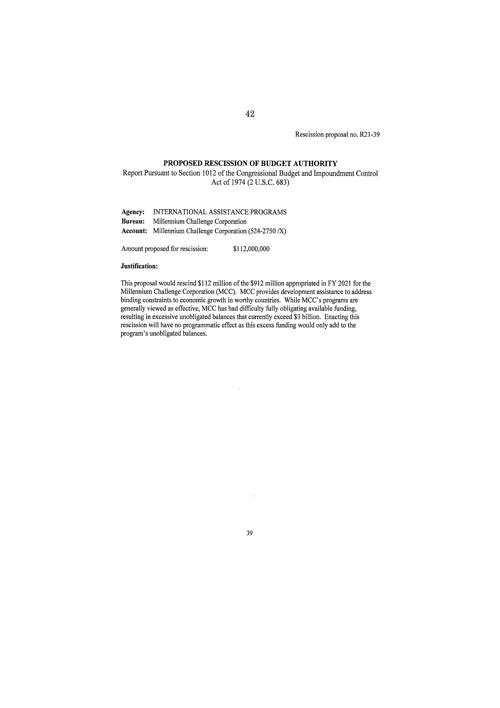 42
Rescission proposal no. R21-39
PROPOSED RESCISSION OF BUDGET AUTHORITY
Report Pursuant to Section 1012 of the Congressional Budget and Impoundment Control
Act of 1974 (2 U.S.C. 683)
Agency: INTERNATIONAL ASSISTANCE PROGRAMS
Bureau: Millennium Challenge Corporation
Account: Millennium Challenge Corporation (524-2750 /X)
Amount proposed for rescission: $112,000,000
Justification:
This proposal would rescind $112 million of the $912 million appropriated in FY 2021 for the
Millennium Challenge Corporation (MCC). MCC provides development assistance to address
binding constraints to economic growth in worthy countries. While MCC's programs are
generally viewed as effective, MCC has had difficulty fully obligating available funding,
resulting in excessive unobligated balances that currently exceed $3 billion. Enacting this
rescission will have no programmatic effect as this excess funding would only add to the
program's unobligated balances.
39